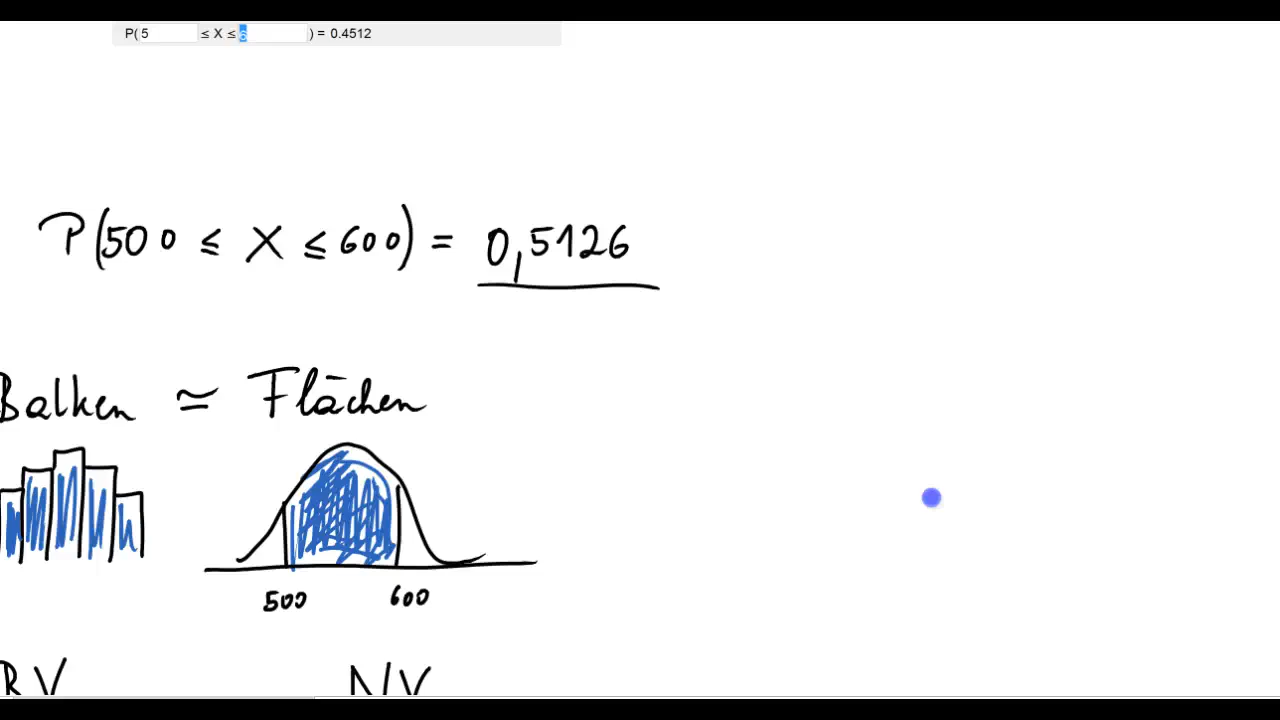 P( 5 ≤ X ≤ 6 ) = 0.4512
P(500 ≤ X ≤ 600) = 0,5126
Balken ≃ Flächen
500 600
BV NV